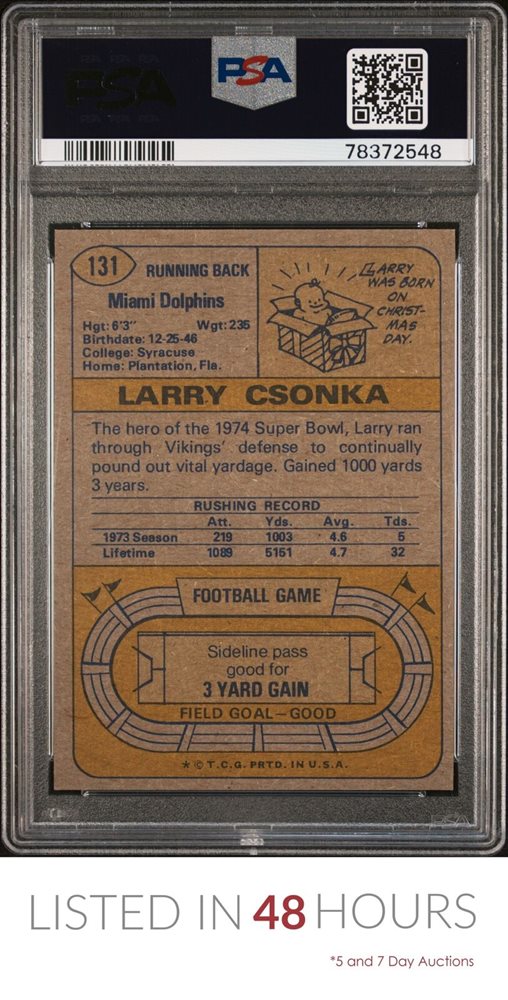 PSA
PSA
78372548
131 RUNNING BACK
Miami Dolphins
Hgt: 6'3" Wgt: 235
Birthdate: 12-25-46
College: Syracuse
Home: Plantation, Fla.
LARRY
WAS BORN
ON
CHRIST-
MAS
DAY.
LARRY CSONKA
The hero of the 1974 Super Bowl, Larry ran
through Vikings' defense to continually
pound out vital yardage. Gained 1000 yards
3 years.
RUSHING RECORD
Att. Yds. Avg. Tds.
1973 Season 219 1003 4.6 5
Lifetime 1089 5151 4.7 32
FOOTBALL GAME
Sideline pass
good for
3 YARD GAIN
FIELD GOAL—GOOD
* © T.C.G. PRTD. IN U.S.A.
PSA
LISTED IN 48 HOURS
*5 and 7 Day Auctions